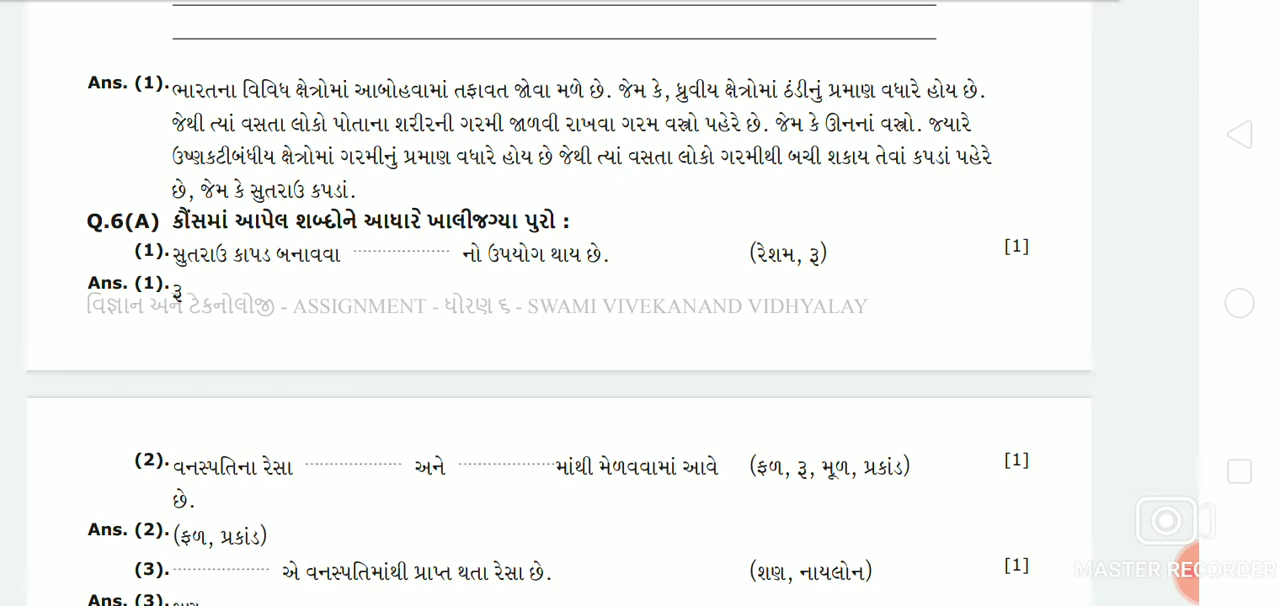 Ans. (1). ભારતના વિવિધ ક્ષેત્રોમાં આબોહવામાં તફાવત જોવા મળે છે. જેમ કે, ધ્રુવીય ક્ષેત્રોમાં ઠંડીનું પ્રમાણ વધારે હોય છે.
જેથી ત્યાં વસતા લોકો પોતાના શરીરની ગરમી જાળવી રાખવા ગરમ વસ્ત્રો પહેરે છે. જેમ કે ઊનનાં વસ્ત્રો. જ્યારે
ઉષ્ણકટીબંધીય ક્ષેત્રોમાં ગરમીનું પ્રમાણ વધારે હોય છે જેથી ત્યાં વસતા લોકો ગરમીથી બચી શકાય તેવાં કપડાં પહેરે
છે, જેમ કે સુતરાઉ કપડાં.
Q.6(A) કૌંસમાં આપેલ શબ્દોને આધારે ખાલીજગ્યા પુરો :
(1). સુતરાઉ કાપડ બનાવવા ................... નો ઉપયોગ થાય છે. (રેશમ, રૂ) [1]
Ans. (1). રૂ
વિજ્ઞાન અને ટેકનોલોજી - ASSIGNMENT - ધોરણ ૬ - SWAMI VIVEKANAND VIDHYALAY
(2). વનસ્પતિના રેસા ................... અને ...................માંથી મેળવવામાં આવે (ફળ, રૂ, મૂળ, પ્રકાંડ) [1]
છે.
Ans. (2). (ફળ, પ્રકાંડ)
(3). ................... એ વનસ્પતિમાંથી પ્રાપ્ત થતા રેસા છે. (શણ, નાયલોન) [1]
Ans. (3).
MASTER RECORDER